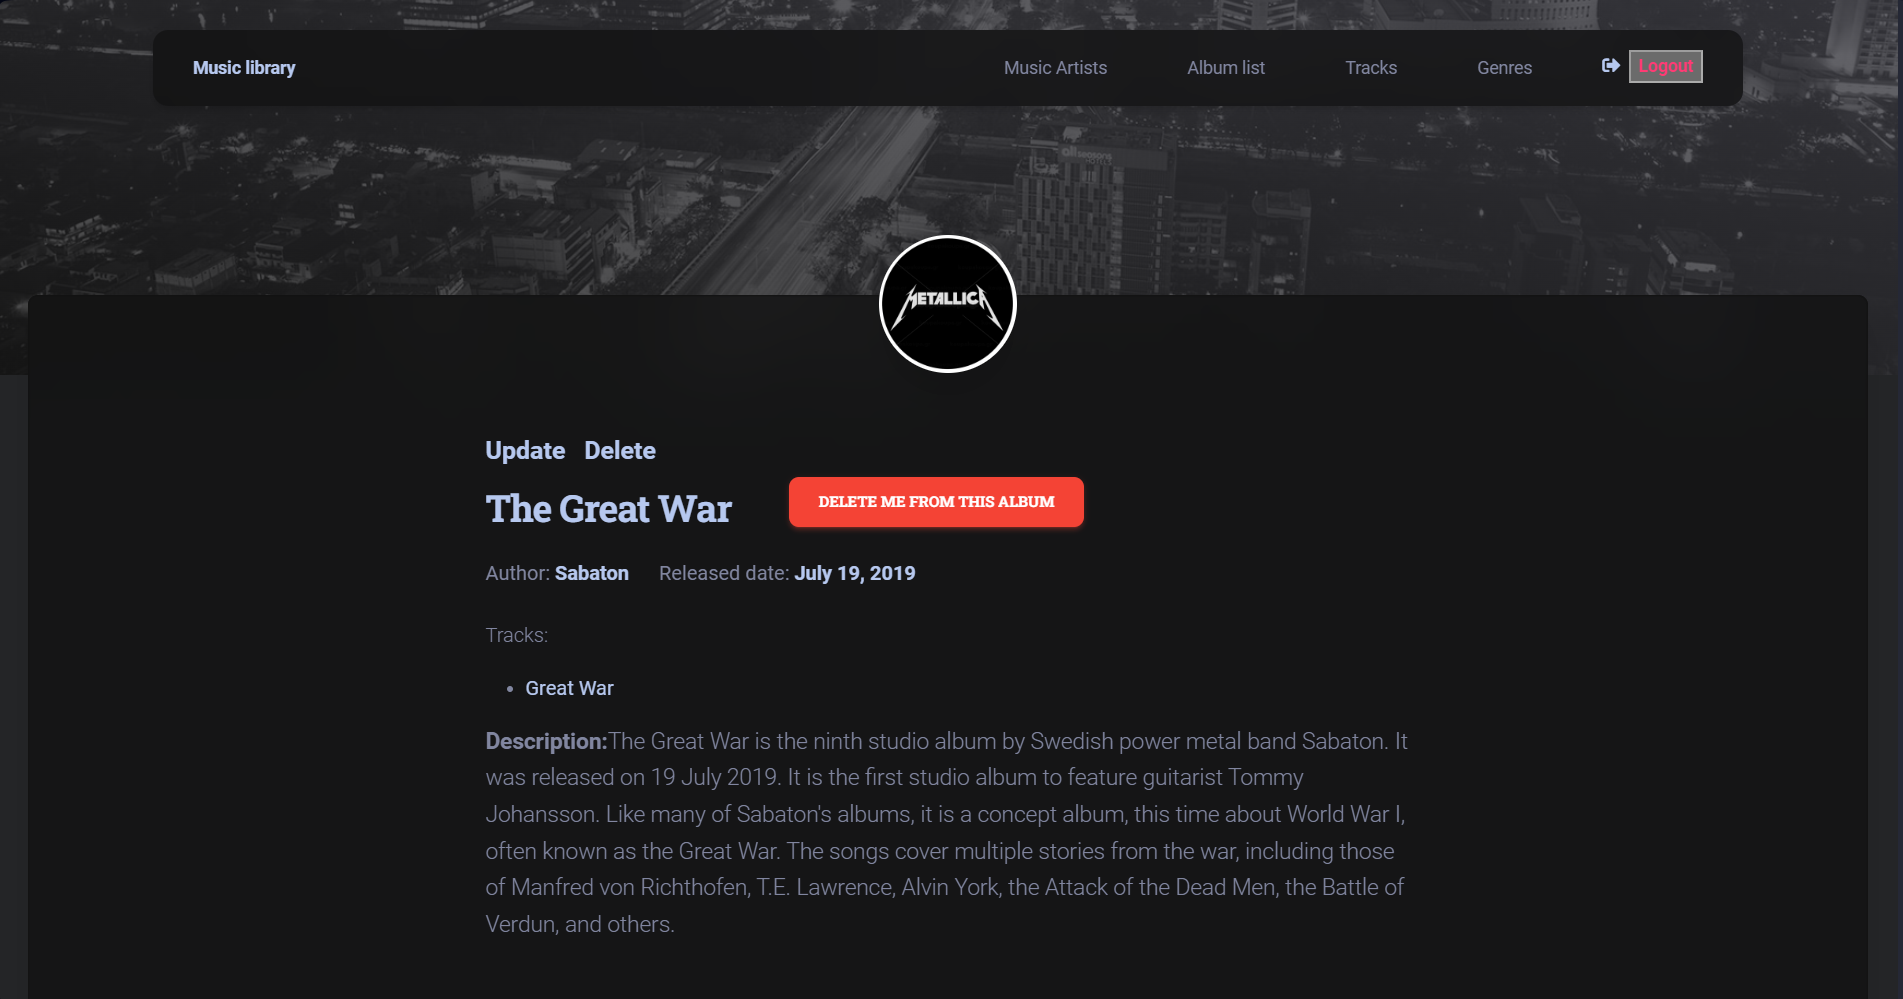 Music library
Music Artists
Album list
Tracks
Genres
Logout
METALLICA
Update Delete
The Great War
DELETE ME FROM THIS ALBUM
Author: Sabaton Released date: July 19, 2019
Tracks:
• Great War
Description:The Great War is the ninth studio album by Swedish power metal band Sabaton. It
was released on 19 July 2019. It is the first studio album to feature guitarist Tommy
Johansson. Like many of Sabaton's albums, it is a concept album, this time about World War I,
often known as the Great War. The songs cover multiple stories from the war, including those
of Manfred von Richthofen, T.E. Lawrence, Alvin York, the Attack of the Dead Men, the Battle of
Verdun, and others.